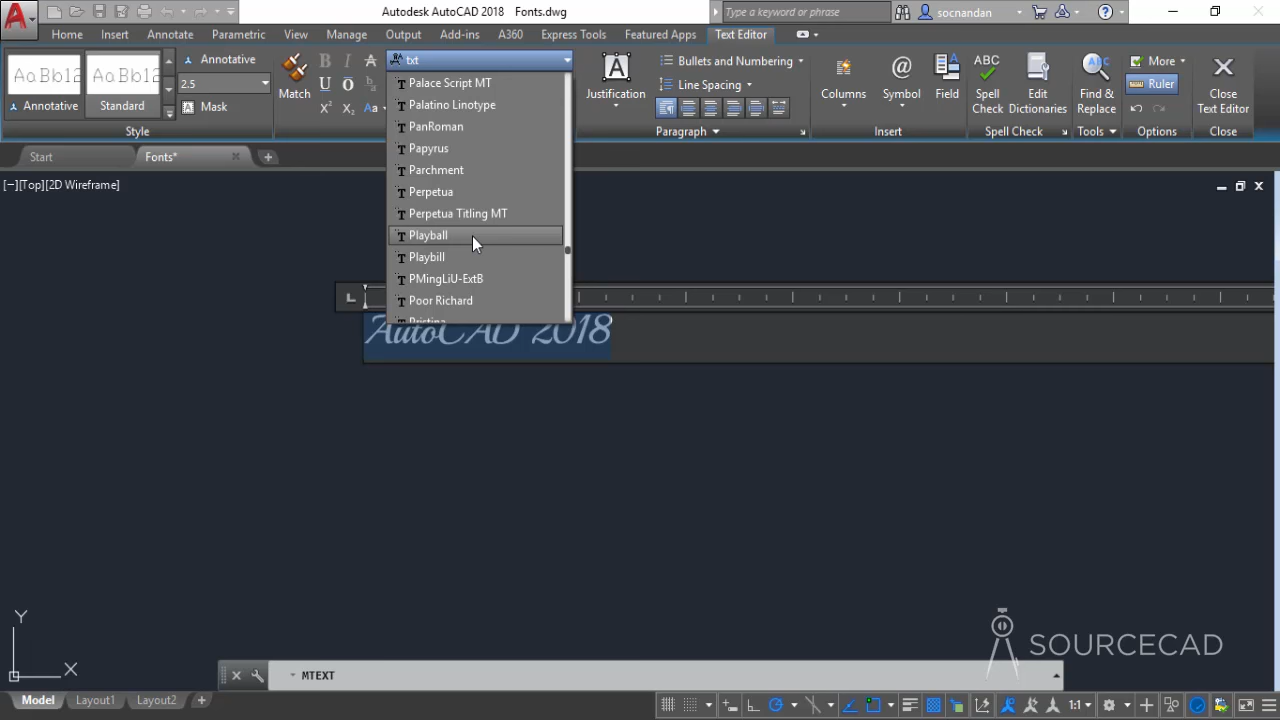 Autodesk AutoCAD 2018 Fonts.dwg
Type a keyword or phrase
socnandan
Home Insert Annotate Parametric View Manage Output Add-ins A360 Express Tools Featured Apps Text Editor
AaBb12 AaBb12
Annotative
2.5
Mask
Annotative Standard
Style
Match
txt
Justification
Bullets and Numbering
Line Spacing
Paragraph
Columns Symbol Field
Insert
Spell Check
Edit Dictionaries
Spell Check
Find & Replace
Tools
More
Ruler
Options
Close Text Editor
Close
Start Fonts*
Palace Script MT
Palatino Linotype
PanRoman
Papyrus
Parchment
Perpetua
Perpetua Titling MT
Playball
Playbill
PMingLiU-ExtB
Poor Richard
Pristina
[−][Top][2D Wireframe]
AutoCAD 2018
Y
X
SOURCECAD
MTEXT
Model Layout1 Layout2
1:1